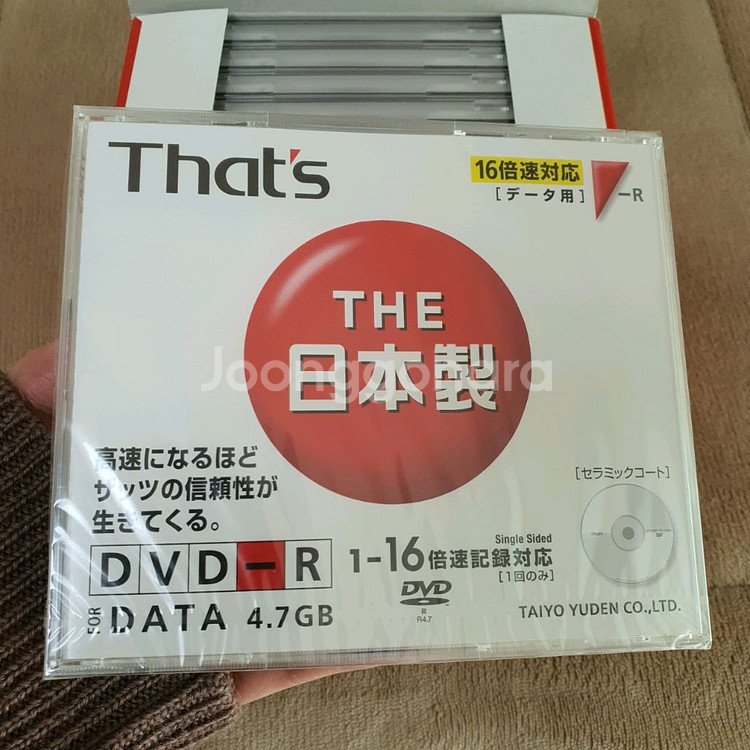 That's
16倍速対応
[データ用]
-R
THE
日本製
Joonggonara
高速になるほど
ザッツの信頼性が
生きてくる。
[セラミックコート]
DVD-R
1-16倍速記録対応
Single Sided
[1回のみ]
FOR DATA 4.7GB
DVD
R
R4.7
TAIYO YUDEN CO.,LTD.